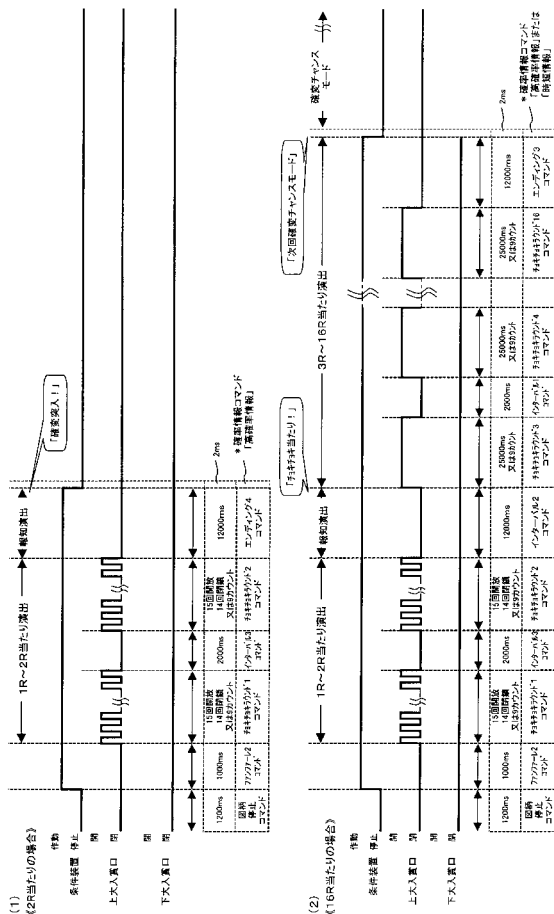 (1)
《2R当たりの場合》
1R～2R当たり演出
報知演出
「確変突入!」
作動
条件装置 停止
開
上大入賞口 閉
開
下大入賞口 閉
1200ms
1000ms
15回開放
14回閉鎖
又は9カウント
2000ms
15回開放
14回閉鎖
又は9カウント
12000ms
2ms
図柄
停止
コマンド
ファンファーレ2
コマンド
チョキチョキラウンド1
コマンド
インターバル3
コマンド
チョキチョキラウンド2
コマンド
エンディング4
コマンド
*確率情報コマンド
「高確率情報」
(2)
《16R当たりの場合》
1R～2R当たり演出
報知演出
「チョキチョキ当たり!」
3R～16R当たり演出
「次回確変チャンスモード」
確変チャンス
モード
作動
条件装置 停止
開
上大入賞口 閉
開
下大入賞口 閉
1200ms
1000ms
15回開放
14回閉鎖
又は9カウント
2000ms
15回開放
14回閉鎖
又は9カウント
12000ms
25000ms
又は9カウント
2000ms
25000ms
又は9カウント
25000ms
又は9カウント
12000ms
2ms
図柄
停止
コマンド
ファンファーレ2
コマンド
チョキチョキラウンド1
コマンド
インターバル3
コマンド
チョキチョキラウンド2
コマンド
インターバル2
コマンド
チョキチョキラウンド3
コマンド
インターバル1
コマンド
チョキチョキラウンド4
コマンド
チョキチョキラウンド16
コマンド
エンディング3
コマンド
*確率情報コマンド
「高確率情報」または
「時短情報」